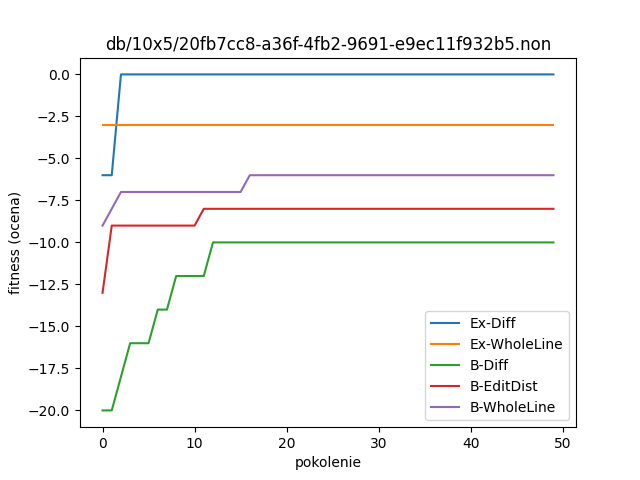 db/10x5/20fb7cc8-a36f-4fb2-9691-e9ec11f932b5.non
0.0
−2.5
−5.0
−7.5
−10.0
−12.5
−15.0
−17.5
−20.0
fitness (ocena)
Ex-Diff
Ex-WholeLine
B-Diff
B-EditDist
B-WholeLine
0 10 20 30 40 50
pokolenie